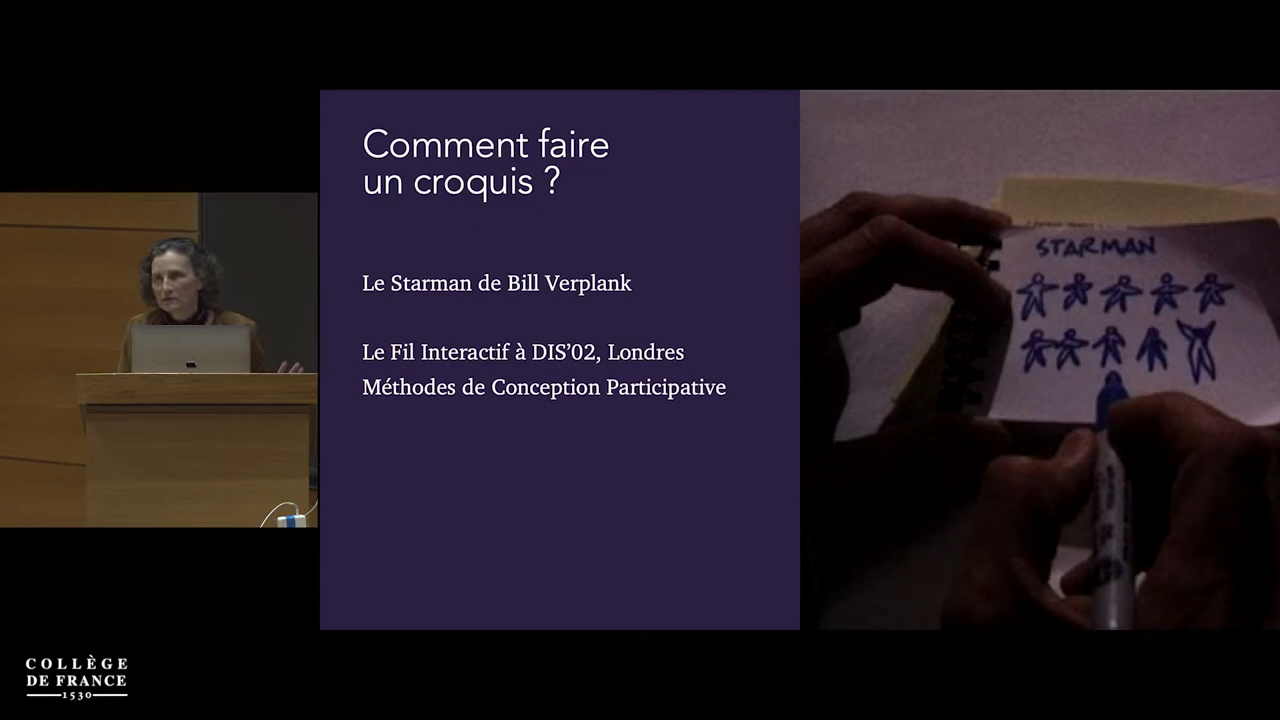 Comment faire
un croquis ?
Le Starman de Bill Verplank
Le Fil Interactif à DIS’02, Londres
Méthodes de Conception Participative
STARMAN
COLLÈGE
DE FRANCE
1530